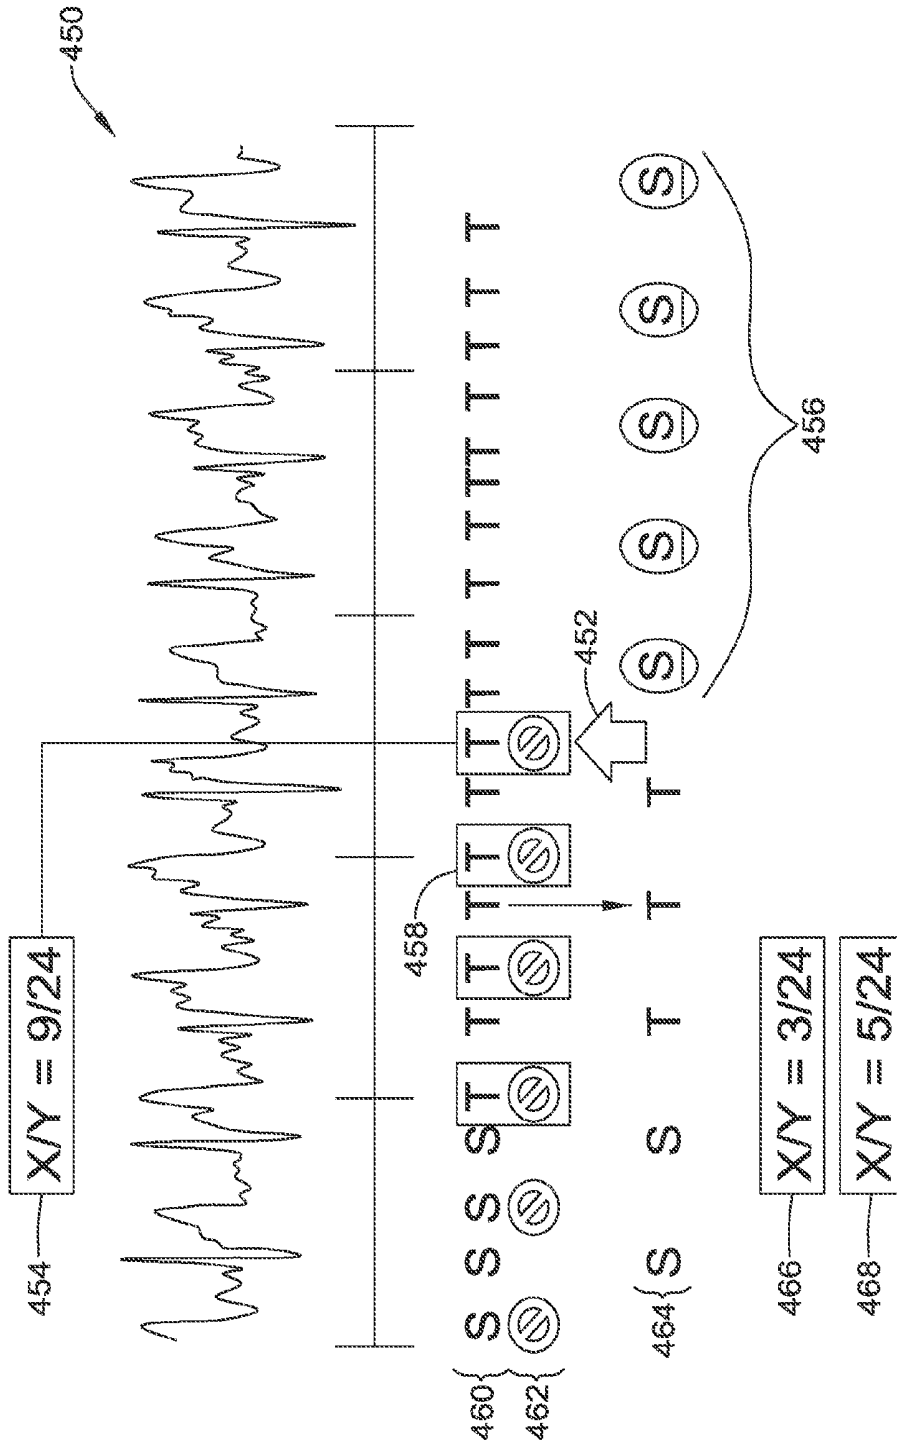 454 X/Y = 9/24
450
458
460 S S S S T T T T T T T T T T T T T T T T T
462
452
464 S S T T T S S S S S
466 X/Y = 3/24
456
468 X/Y = 5/24